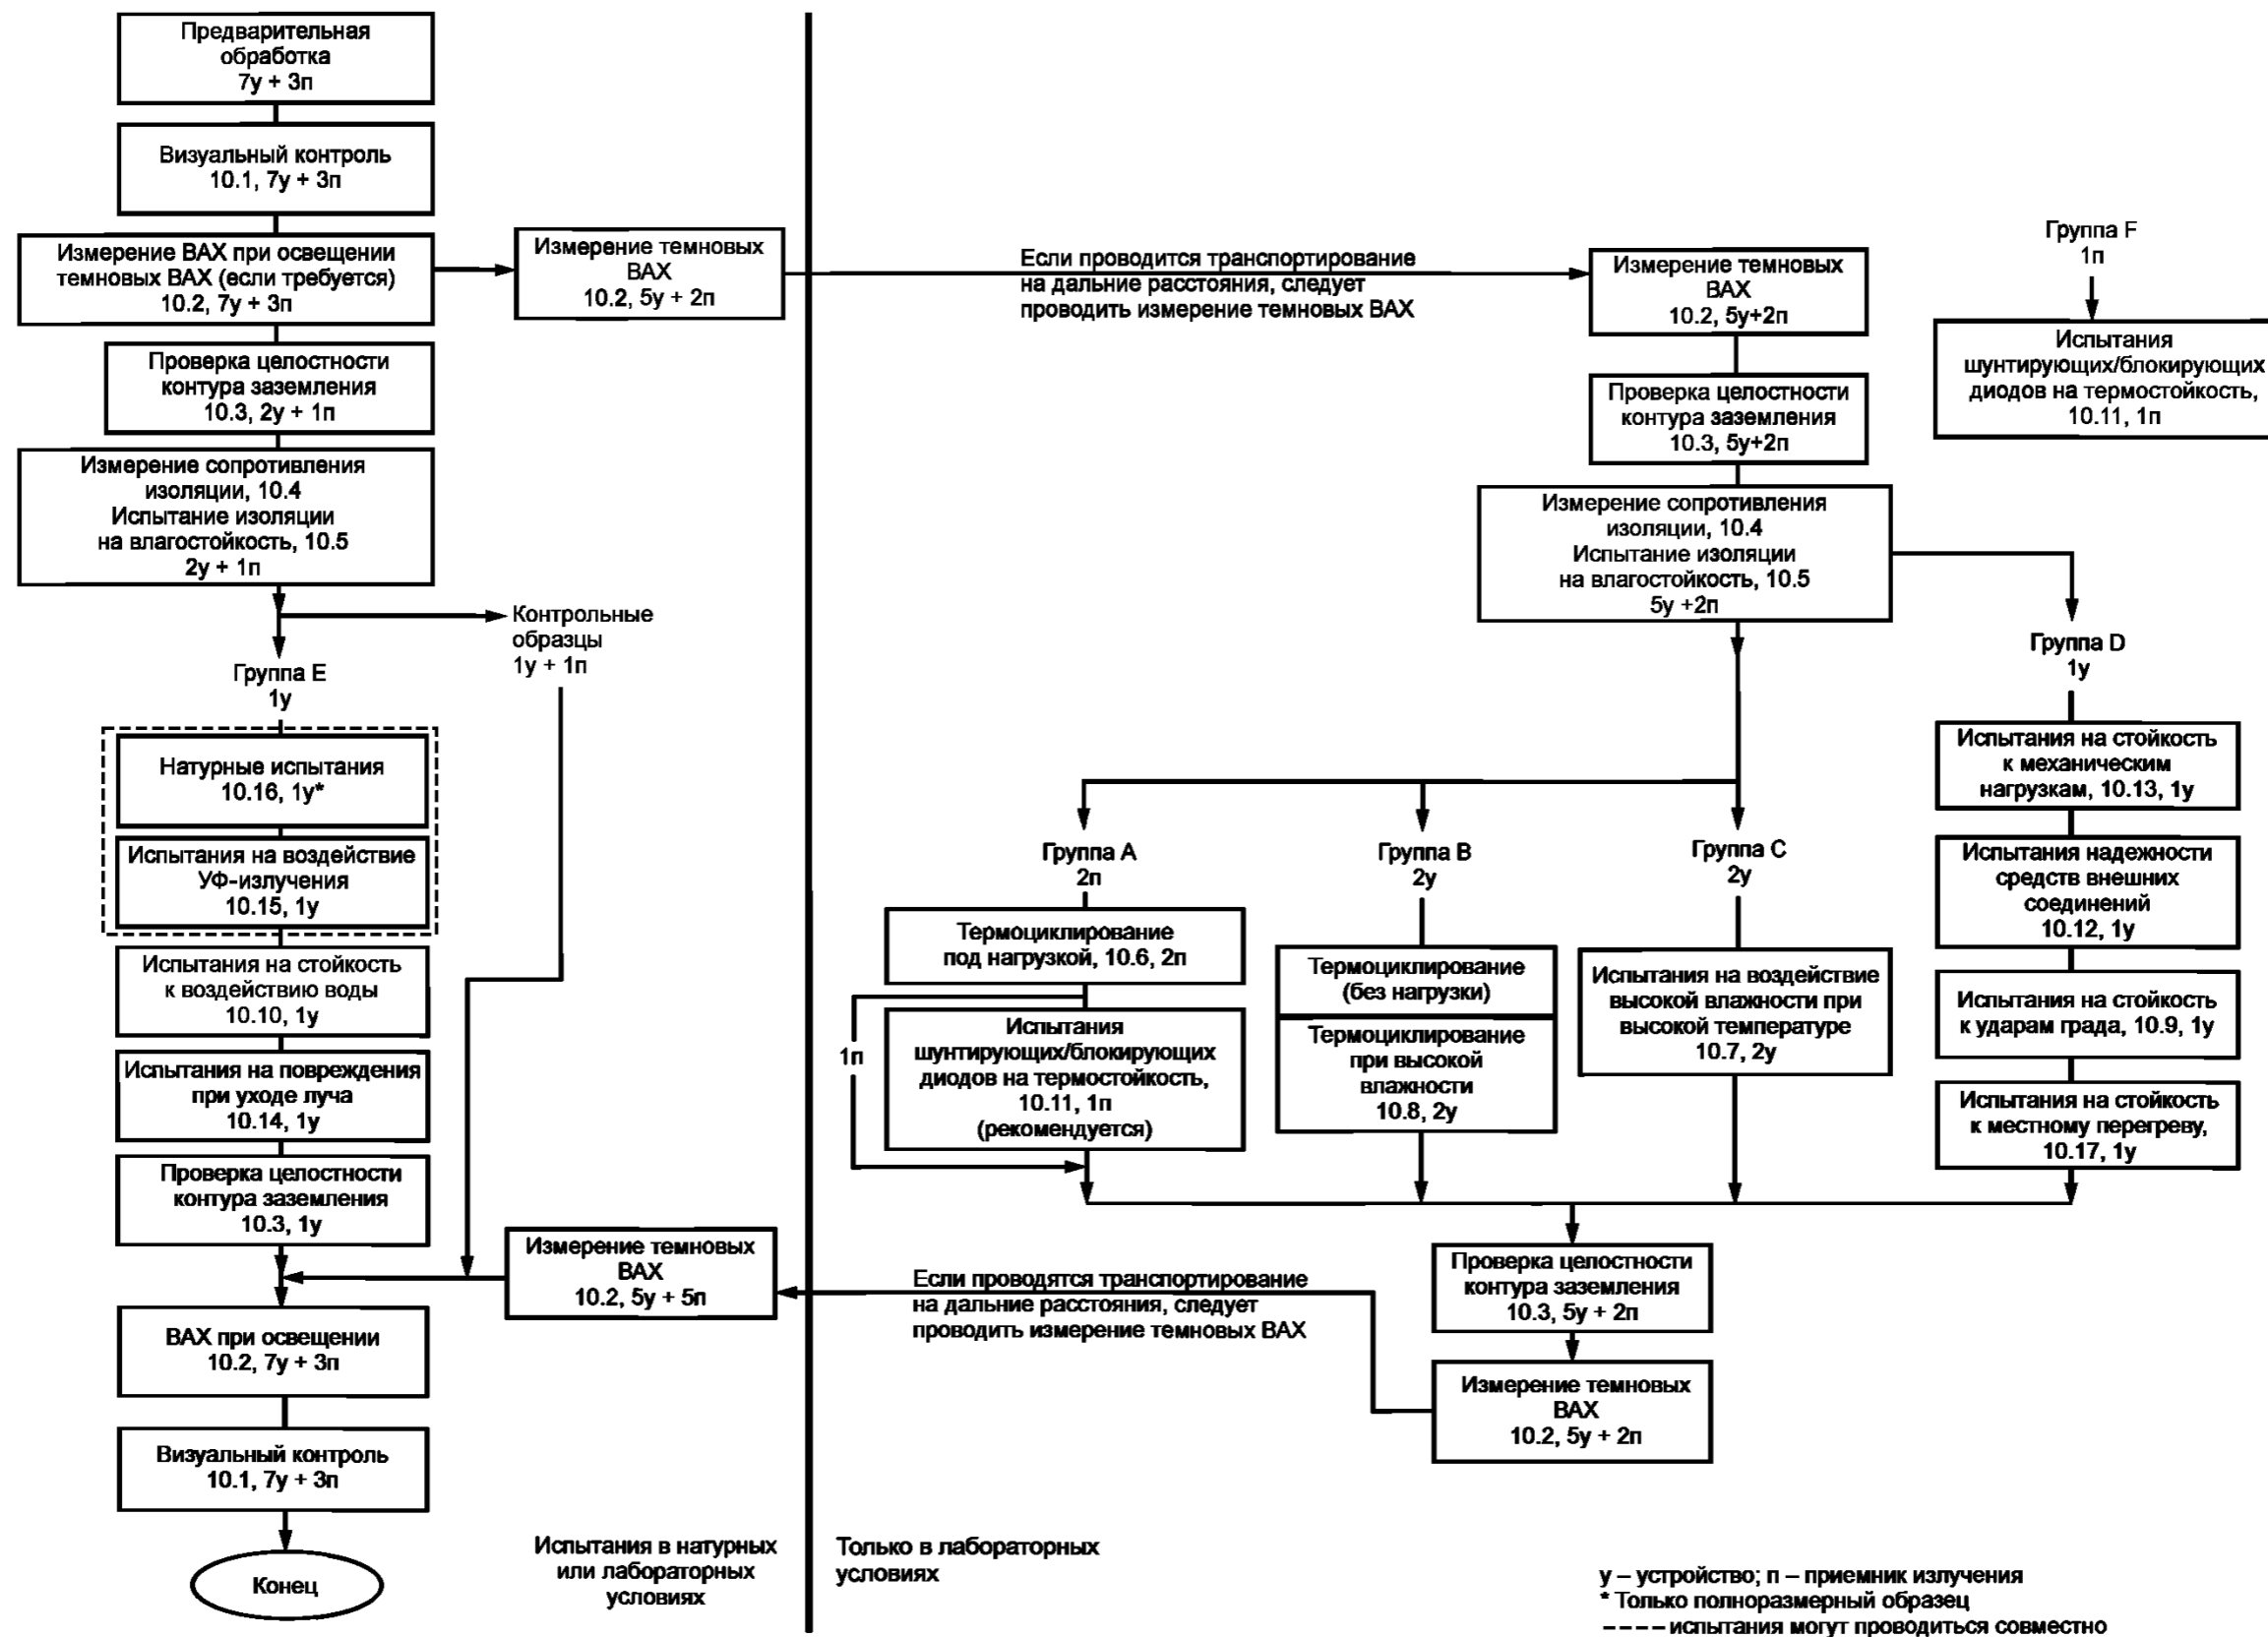 Предварительная
обработка
7у + 3п
Визуальный контроль
10.1, 7у + 3п
Измерение ВАХ при освещении
темновых ВАХ (если требуется)
10.2, 7у + 3п
Измерение темновых
ВАХ
10.2, 5у + 2п
Проверка целостности
контура заземления
10.3, 2у + 1п
Измерение сопротивления
изоляции, 10.4
Испытание изоляции
на влагостойкость, 10.5
2у + 1п
Контрольные
образцы
1у + 1п
Группа E
1у
Натурные испытания
10.16, 1у*
Испытания на воздействие
УФ-излучения
10.15, 1у
Испытания на стойкость
к воздействию воды
10.10, 1у
Испытания на повреждения
при уходе луча
10.14, 1у
Проверка целостности
контура заземления
10.3, 1у
Измерение темновых
ВАХ
10.2, 5у + 5п
ВАХ при освещении
10.2, 7у + 3п
Визуальный контроль
10.1, 7у + 3п
Конец
Испытания в натурных
или лабораторных
условиях
Если проводится транспортирование
на дальние расстояния, следует
проводить измерение темновых ВАХ
Измерение темновых
ВАХ
10.2, 5у+2п
Проверка целостности
контура заземления
10.3, 5у+2п
Измерение сопротивления
изоляции, 10.4
Испытание изоляции
на влагостойкость, 10.5
5у +2п
Группа F
1п
Испытания
шунтирующих/блокирующих
диодов на термостойкость,
10.11, 1п
Группа A
2п
Термоциклирование
под нагрузкой, 10.6, 2п
1п
Испытания
шунтирующих/блокирующих
диодов на термостойкость,
10.11, 1п
(рекомендуется)
Группа B
2у
Термоциклирование
(без нагрузки)
Термоциклирование
при высокой
влажности
10.8, 2у
Группа C
2у
Испытания на воздействие
высокой влажности при
высокой температуре
10.7, 2у
Группа D
1у
Испытания на стойкость
к механическим
нагрузкам, 10.13, 1у
Испытания надежности
средств внешних
соединений
10.12, 1у
Испытания на стойкость
к ударам града, 10.9, 1у
Испытания на стойкость
к местному перегреву,
10.17, 1у
Проверка целостности
контура заземления
10.3, 5у + 2п
Измерение темновых
ВАХ
10.2, 5у + 2п
Если проводятся транспортирование
на дальние расстояния, следует
проводить измерение темновых ВАХ
Только в лабораторных
условиях
у – устройство; п – приемник излучения
* Только полноразмерный образец
---- испытания могут проводиться совместно